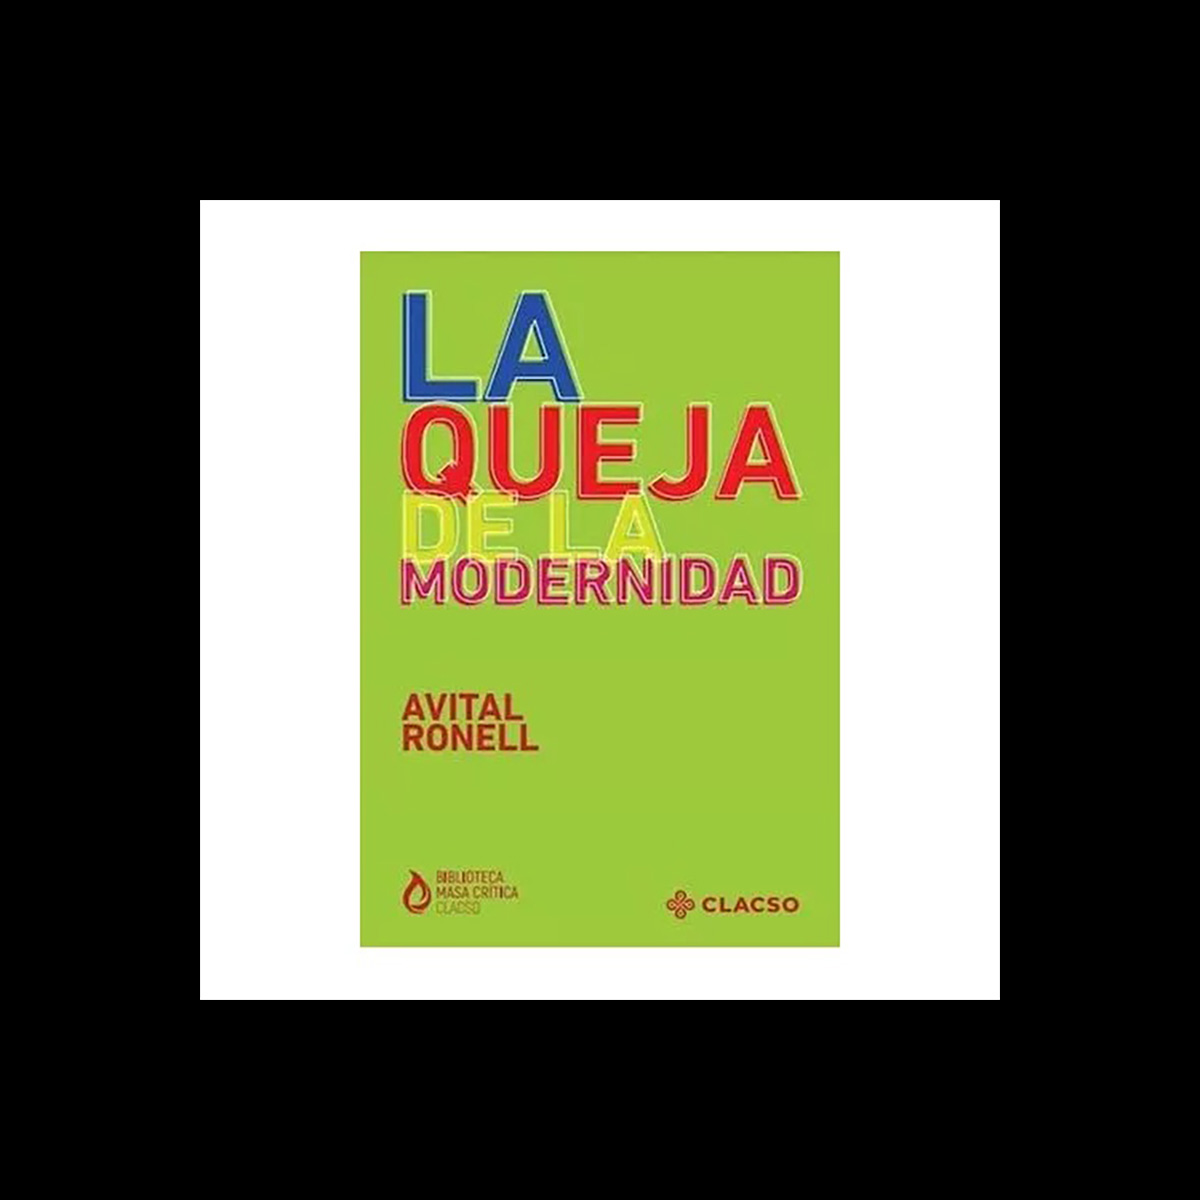 LA
QUEJA
DE LA
MODERNIDAD
AVITAL
RONELL
BIBLIOTECA
MASA CRÍTICA
CLACSO
CLACSO